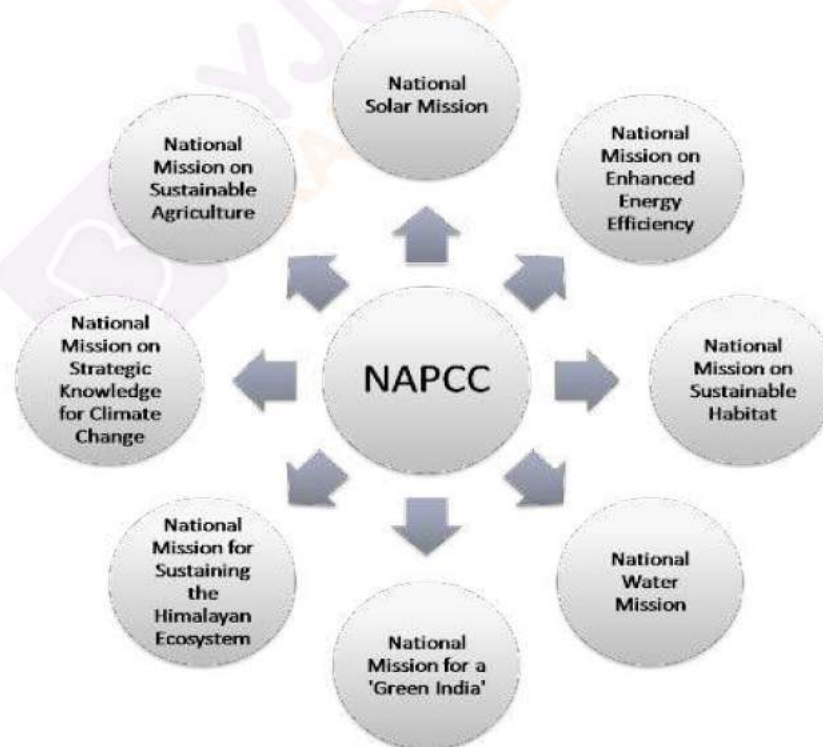 National
Solar Mission
National
Mission on
Enhanced
Energy
Efficiency
National
Mission on
Sustainable
Habitat
National
Water
Mission
National
Mission for a
'Green India'
National
Mission for
Sustaining
the
Himalayan
Ecosystem
National
Mission on
Strategic
Knowledge
for Climate
Change
National
Mission on
Sustainable
Agriculture
NAPCC